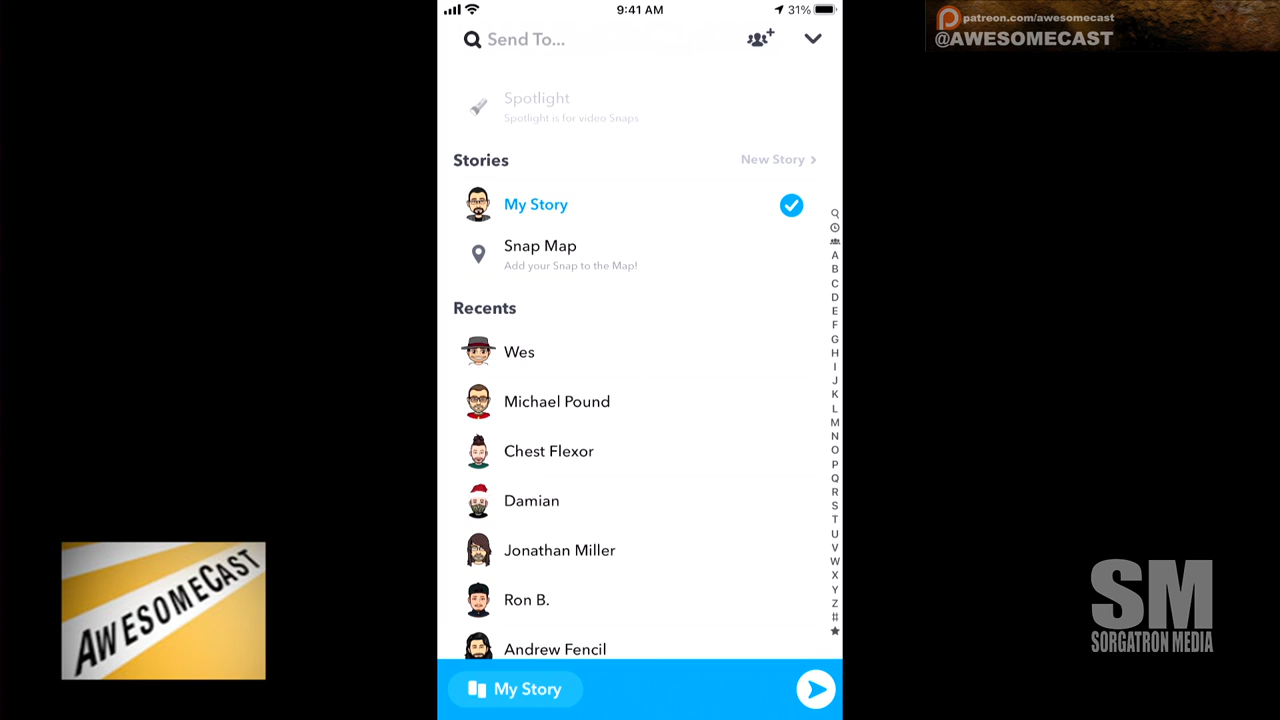 9:41 AM
31%
Send To...
Spotlight
Spotlight is for video Snaps
Stories
New Story >
My Story
Snap Map
Add your Snap to the Map!
Recents
Wes
Michael Pound
Chest Flexor
Damian
Jonathan Miller
Ron B.
Andrew Fencil
My Story
A
B
C
D
E
F
G
H
I
J
K
L
M
N
O
P
Q
R
S
T
U
V
W
X
Y
Z
#
patreon.com/awesomecast
@AWESOMECAST
AWESOMECAST
SM
SORGATRON MEDIA